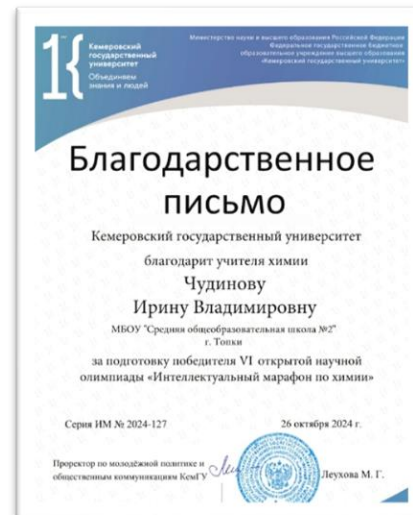 Кемеровский
государственный
университет
Объединяем
знания и людей
Министерство науки и высшего образования Российской Федерации
Федеральное государственное бюджетное
образовательное учреждение высшего образования
«Кемеровский государственный университет»
Благодарственное
письмо
Кемеровский государственный университет
благодарит учителя химии
Чудинову
Ирину Владимировну
МБОУ "Средняя общеобразовательная школа №2"
г. Топки
за подготовку победителя VI открытой научной
олимпиады «Интеллектуальный марафон по химии»
Серия ИМ № 2024-127
26 октября 2024 г.
Проректор по молодёжной политике и
общественным коммуникациям КемГУ
Леухова М. Г.